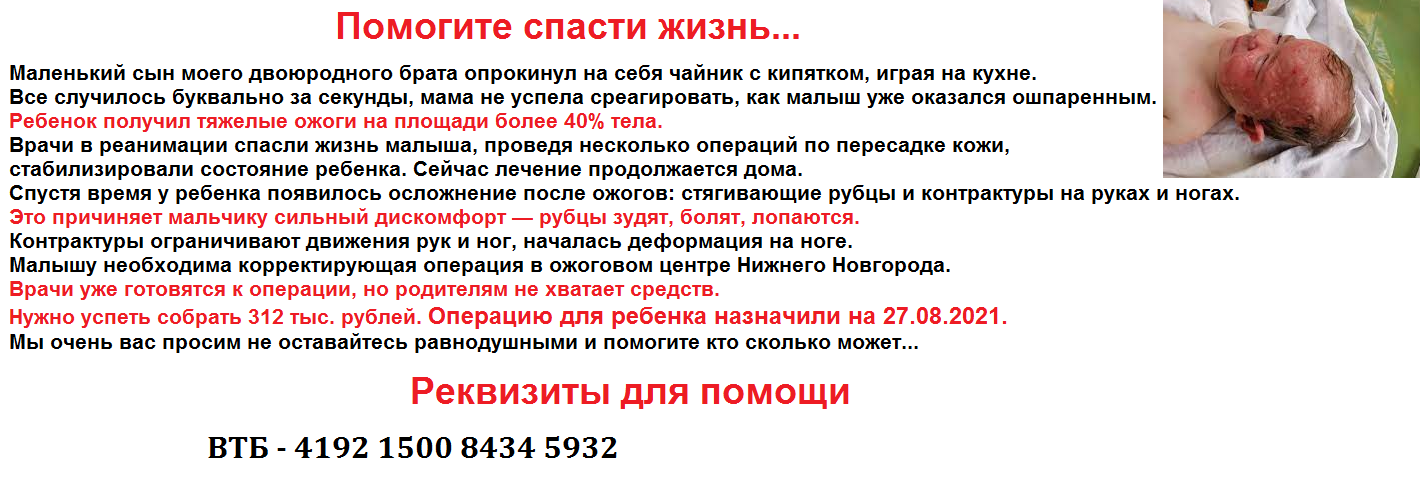 Помогите спасти жизнь...
Маленький сын моего двоюродного брата опрокинул на себя чайник с кипятком, играя на кухне.
Все случилось буквально за секунды, мама не успела среагировать, как малыш уже оказался ошпаренным.
Ребенок получил тяжелые ожоги на площади более 40% тела.
Врачи в реанимации спасли жизнь малыша, проведя несколько операций по пересадке кожи,
стабилизировали состояние ребенка. Сейчас лечение продолжается дома.
Спустя время у ребенка появилось осложнение после ожогов: стягивающие рубцы и контрактуры на руках и ногах.
Это причиняет мальчику сильный дискомфорт — рубцы зудят, болят, лопаются.
Контрактуры ограничивают движения рук и ног, началась деформация на ноге.
Малышу необходима корректирующая операция в ожоговом центре Нижнего Новгорода.
Врачи уже готовятся к операции, но родителям не хватает средств.
Нужно успеть собрать 312 тыс. рублей. Операцию для ребенка назначили на 27.08.2021.
Мы очень вас просим не оставайтесь равнодушными и помогите кто сколько может...
Реквизиты для помощи
ВТБ - 4192 1500 8434 5932